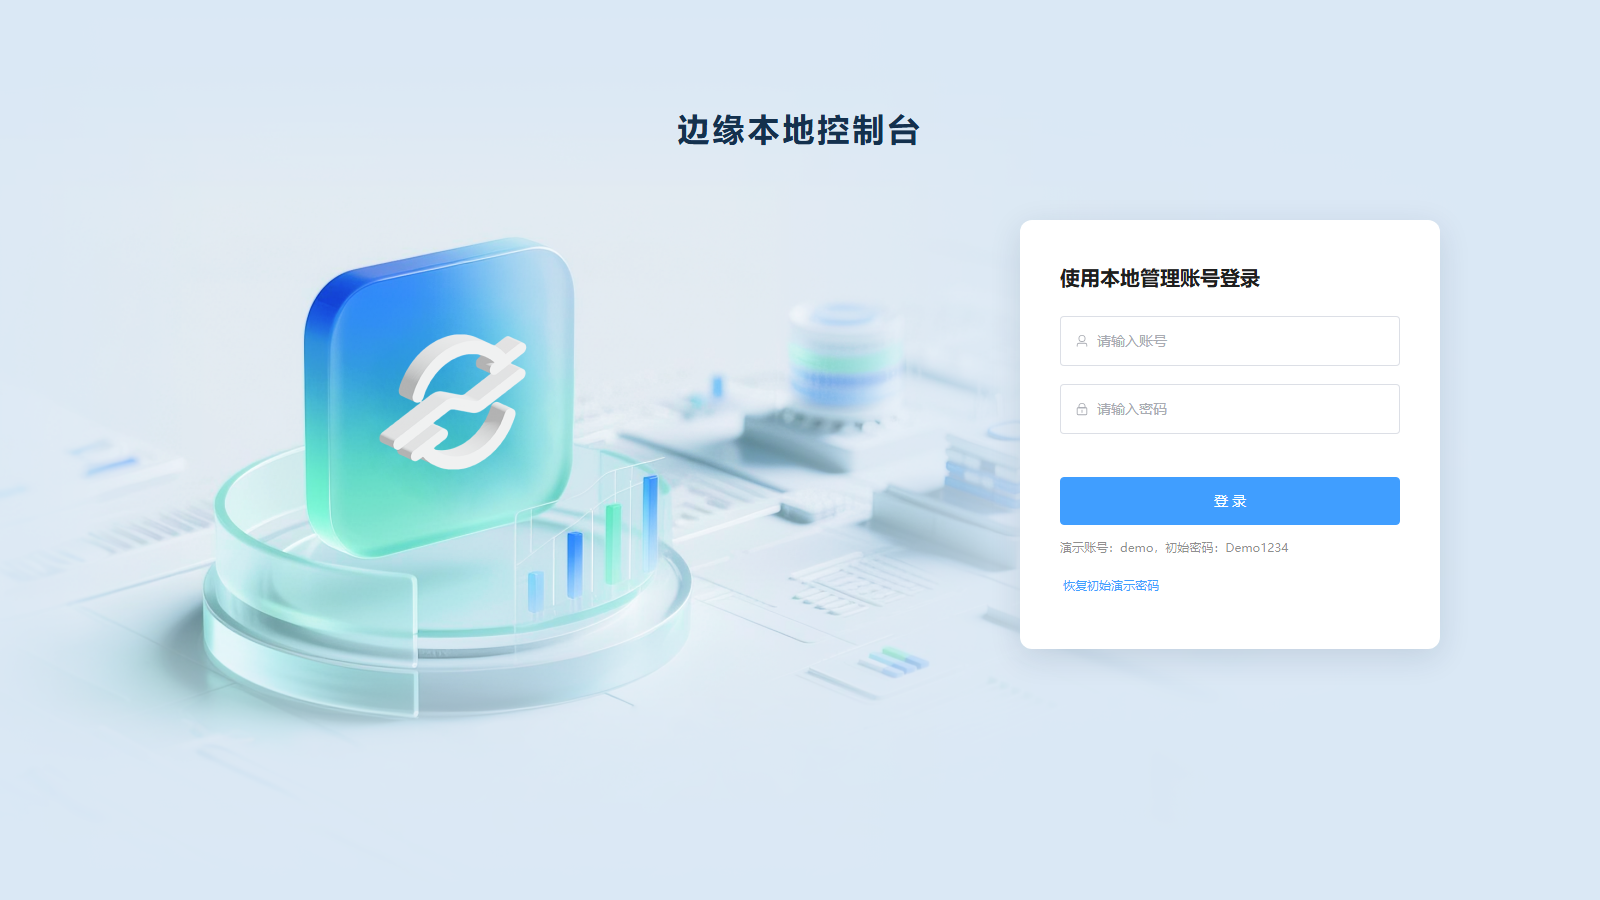 边缘本地控制台
使用本地管理账号登录
请输入账号
请输入密码
登 录
演示账号：demo，初始密码：Demo1234
恢复初始演示密码